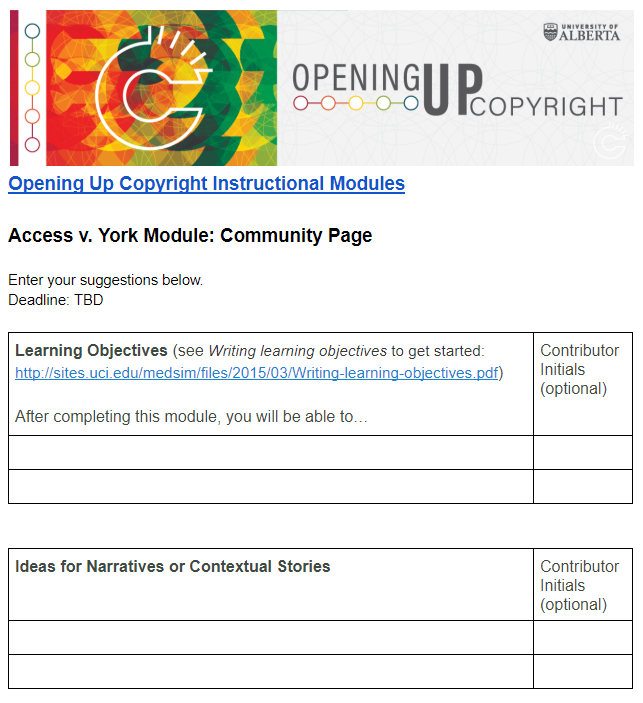 UNIVERSITY OF
ALBERTA
OPENING UP COPYRIGHT
Opening Up Copyright Instructional Modules
Access v. York Module: Community Page
Enter your suggestions below.
Deadline: TBD
Learning Objectives (see Writing learning objectives to get started:
http://sites.uci.edu/medsim/files/2015/03/Writing-learning-objectives.pdf)
After completing this module, you will be able to…
Contributor
Initials
(optional)
Ideas for Narratives or Contextual Stories
Contributor
Initials
(optional)